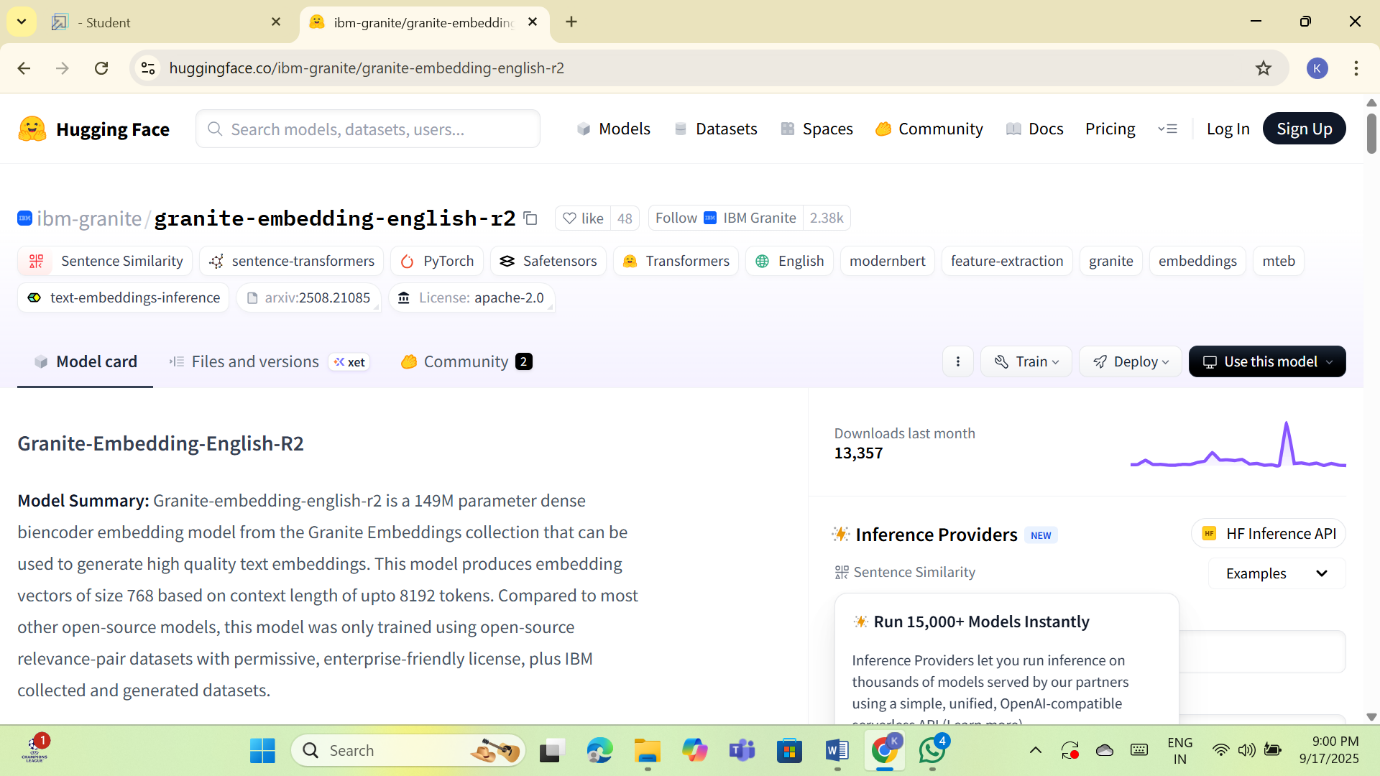 - Student
ibm-granite/granite-embedding
huggingface.co/ibm-granite/granite-embedding-english-r2
K
Hugging Face
Search models, datasets, users...
Models
Datasets
Spaces
Community
Docs
Pricing
Log In
Sign Up
IBM ibm-granite/granite-embedding-english-r2
like 48
Follow IBM IBM Granite 2.38k
Sentence Similarity
sentence-transformers
PyTorch
Safetensors
Transformers
English
modernbert
feature-extraction
granite
embeddings
mteb
text-embeddings-inference
arxiv:2508.21085
License: apache-2.0
Model card
Files and versions
xet
Community 2
Train
Deploy
Use this model
Granite-Embedding-English-R2
Model Summary: Granite-embedding-english-r2 is a 149M parameter dense
biencoder embedding model from the Granite Embeddings collection that can be
used to generate high quality text embeddings. This model produces embedding
vectors of size 768 based on context length of upto 8192 tokens. Compared to most
other open-source models, this model was only trained using open-source
relevance-pair datasets with permissive, enterprise-friendly license, plus IBM
collected and generated datasets.
Downloads last month
13,357
Inference Providers NEW
HF HF Inference API
Sentence Similarity
Examples
Run 15,000+ Models Instantly
Inference Providers let you run inference on
thousands of models served by our partners
using a simple, unified, OpenAI-compatible
serverless API (Learn more)
1
CHAMPIONS
LEAGUE
Search
K
4
ENG
IN
9:00 PM
9/17/2025